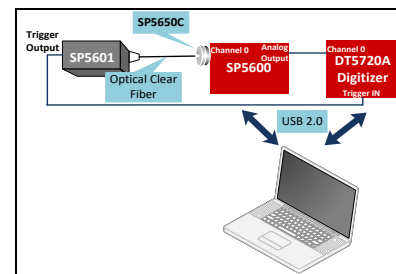 SP5650C
Trigger
Output
SP5601
Optical Clear
Fiber
Channel 0
Analog
Output
SP5600
Channel 0
DT5720A
Digitizer
Trigger IN
USB 2.0